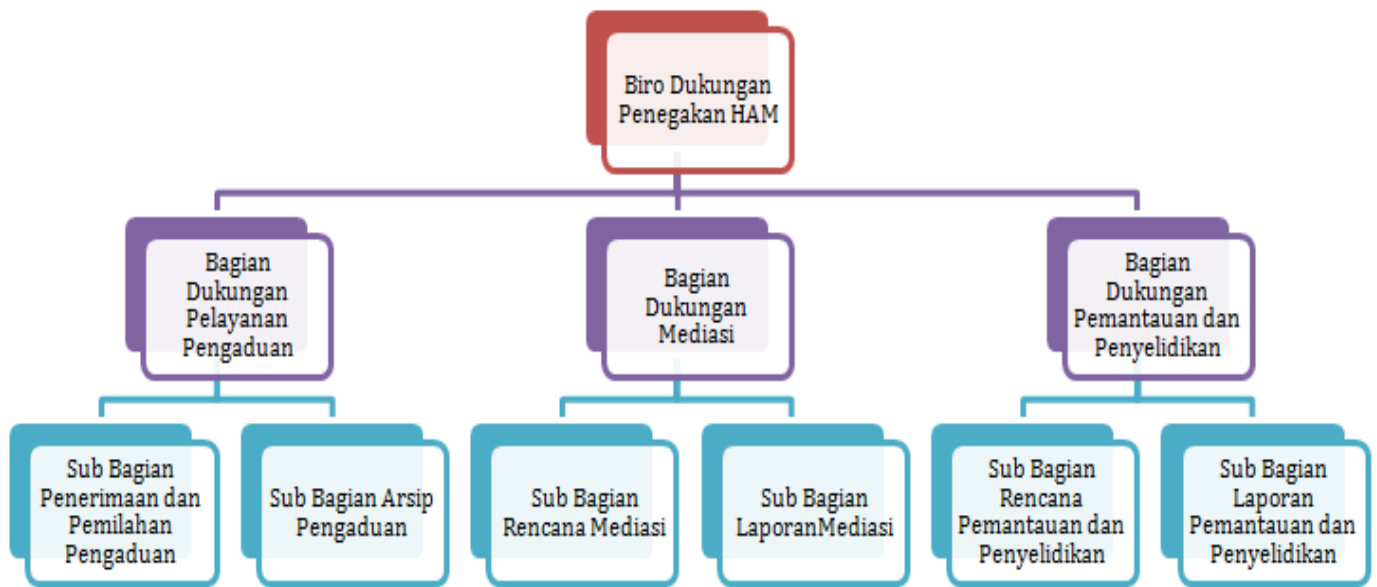 Biro Dukungan
Penegakan HAM
Bagian
Dukungan
Pelayanan
Pengaduan
Bagian
Dukungan
Mediasi
Bagian
Dukungan
Pemantauan dan
Penyelidikan
Sub Bagian
Penerimaan dan
Pemilahan
Pengaduan
Sub Bagian Arsip
Pengaduan
Sub Bagian
Rencana Mediasi
Sub Bagian
LaporanMediasi
Sub Bagian
Rencana
Pemantauan dan
Penyelidikan
Sub Bagian
Laporan
Pemantauan dan
Penyelidikan